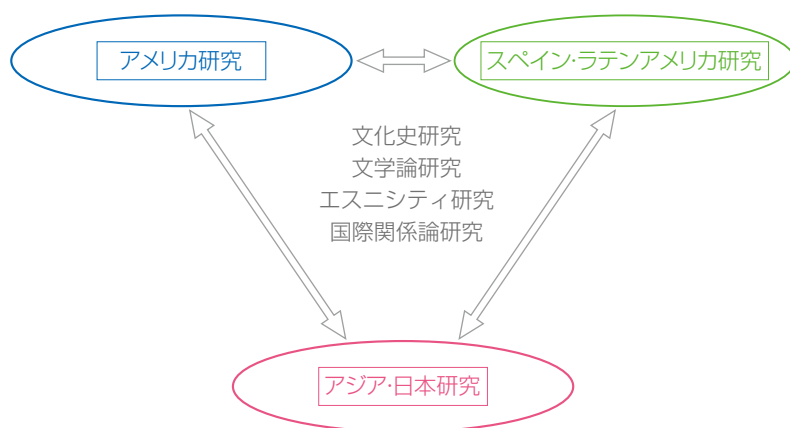 アメリカ研究
スペイン・ラテンアメリカ研究
文化史研究
文学論研究
エスニシティ研究
国際関係論研究
アジア・日本研究